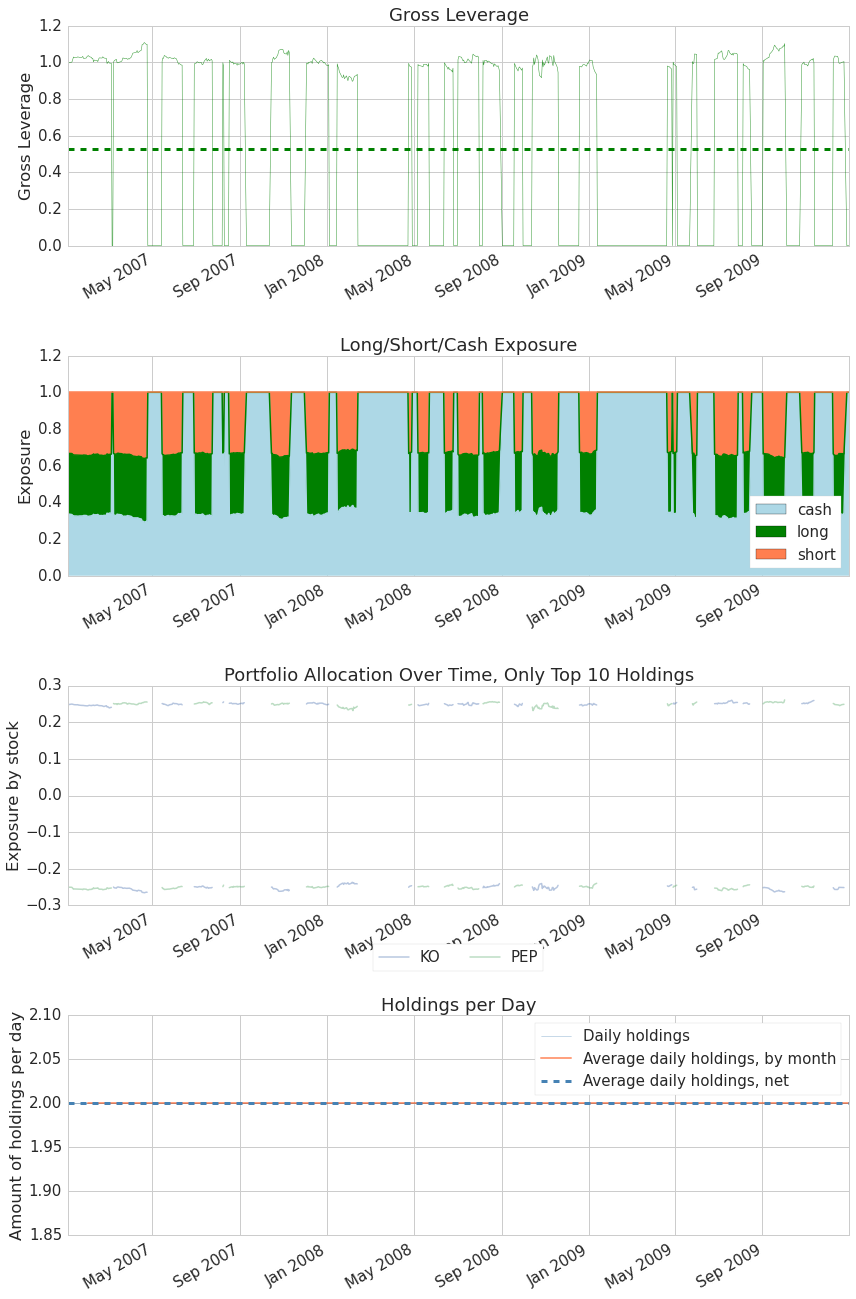 Gross Leverage
Gross Leverage
1.2
1.0
0.8
0.6
0.4
0.2
0.0
May 2007
Sep 2007
Jan 2008
May 2008
Sep 2008
Jan 2009
May 2009
Sep 2009
Long/Short/Cash Exposure
Exposure
1.2
1.0
0.8
0.6
0.4
0.2
0.0
cash
long
short
May 2007
Sep 2007
Jan 2008
May 2008
Sep 2008
Jan 2009
May 2009
Sep 2009
Portfolio Allocation Over Time, Only Top 10 Holdings
Exposure by stock
0.3
0.2
0.1
0.0
−0.1
−0.2
−0.3
May 2007
Sep 2007
Jan 2008
May 2008
2008
2009
May 2009
Sep 2009
KO
PEP
Holdings per Day
Amount of holdings per day
2.10
2.05
2.00
1.95
1.90
1.85
Daily holdings
Average daily holdings, by month
Average daily holdings, net
May 2007
Sep 2007
Jan 2008
May 2008
Sep 2008
Jan 2009
May 2009
Sep 2009